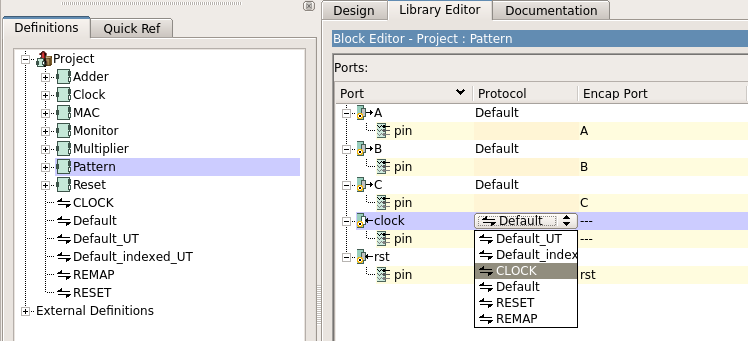 Definitions
Quick Ref
Project
Adder
Clock
MAC
Monitor
Multiplier
Pattern
Reset
CLOCK
Default
Default_UT
Default_indexed_UT
REMAP
RESET
External Definitions
Design
Library Editor
Documentation
Block Editor - Project : Pattern
Ports:
Port Protocol Encap Port
A Default
pin A
B Default
pin B
C Default
pin C
clock Default ---
pin ---
rst
pin rst
Default_UT
Default_index
CLOCK
Default
RESET
REMAP